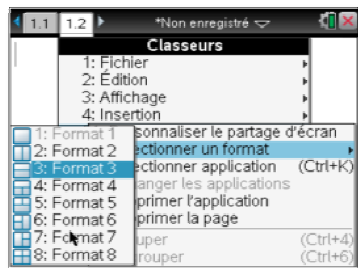 1.1 1.2 *Non enregistré
Classeurs
1: Fichier
2: Édition
3: Affichage
4: Insertion
1: Format 1 sonnaliser le partage d'écran
2: Format 2 ectionner un format
3: Format 3 ectionner application (Ctrl+K)
4: Format 4 anger les applications
5: Format 5 primer l'application
6: Format 6 primer la page
7: Format 7 uper (Ctrl+4)
8: Format 8 rouper (Ctrl+6)